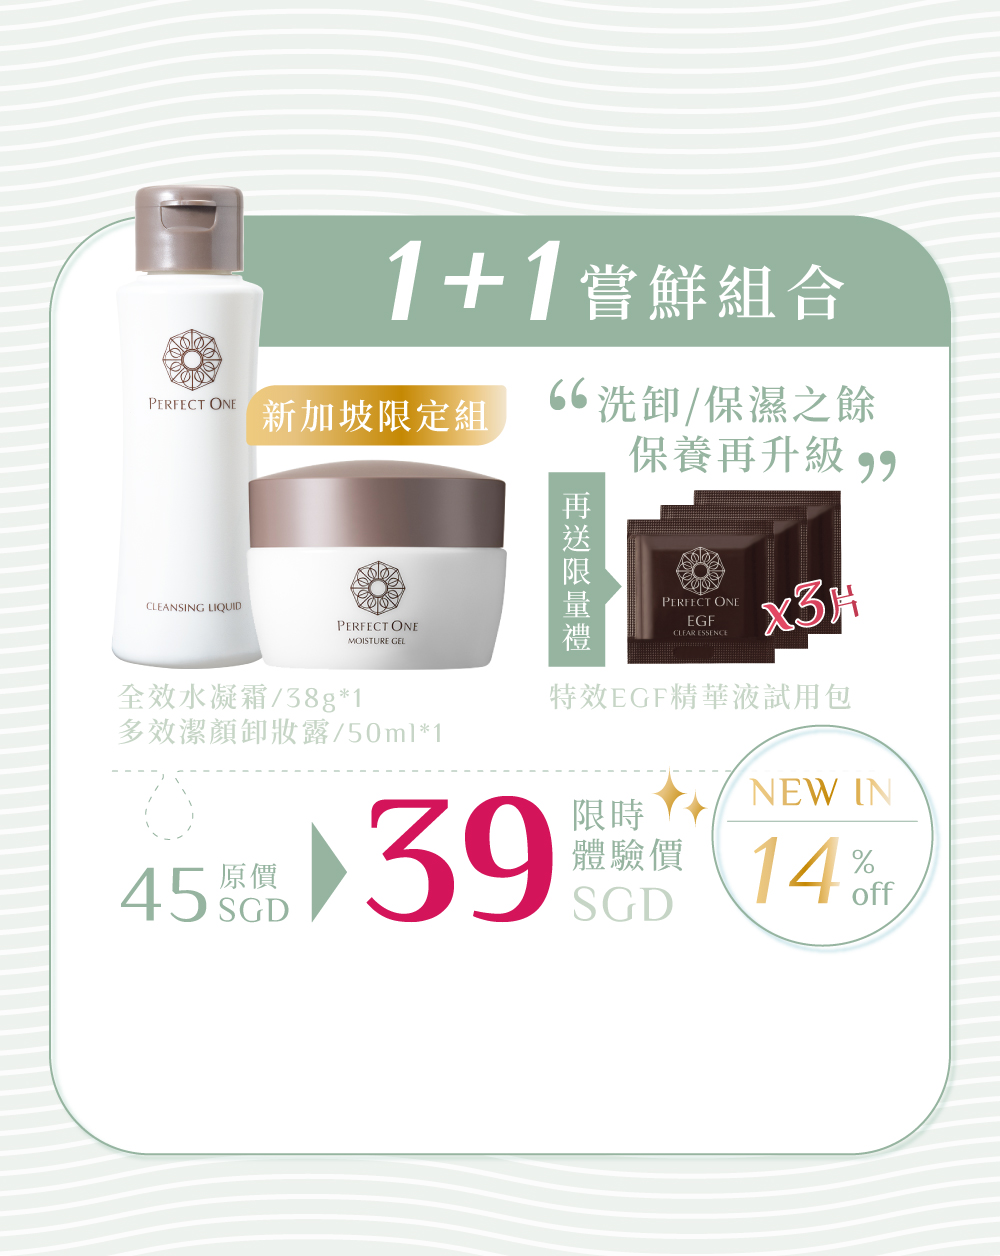 1+1嘗鮮組合
PERFECT ONE
CLEANSING LIQUID
新加坡限定組
PERFECT ONE
MOISTURE GEL
“洗卸/保濕之餘
保養再升級”
再送限量禮
PERFECT ONE
EGF
CLEAR ESSENCE
x3片
全效水凝霜/38g*1
多效潔顏卸妝露/50ml*1
特效EGF精華液試用包
45 原價 SGD
39 限時體驗價 SGD
NEW IN
14% off